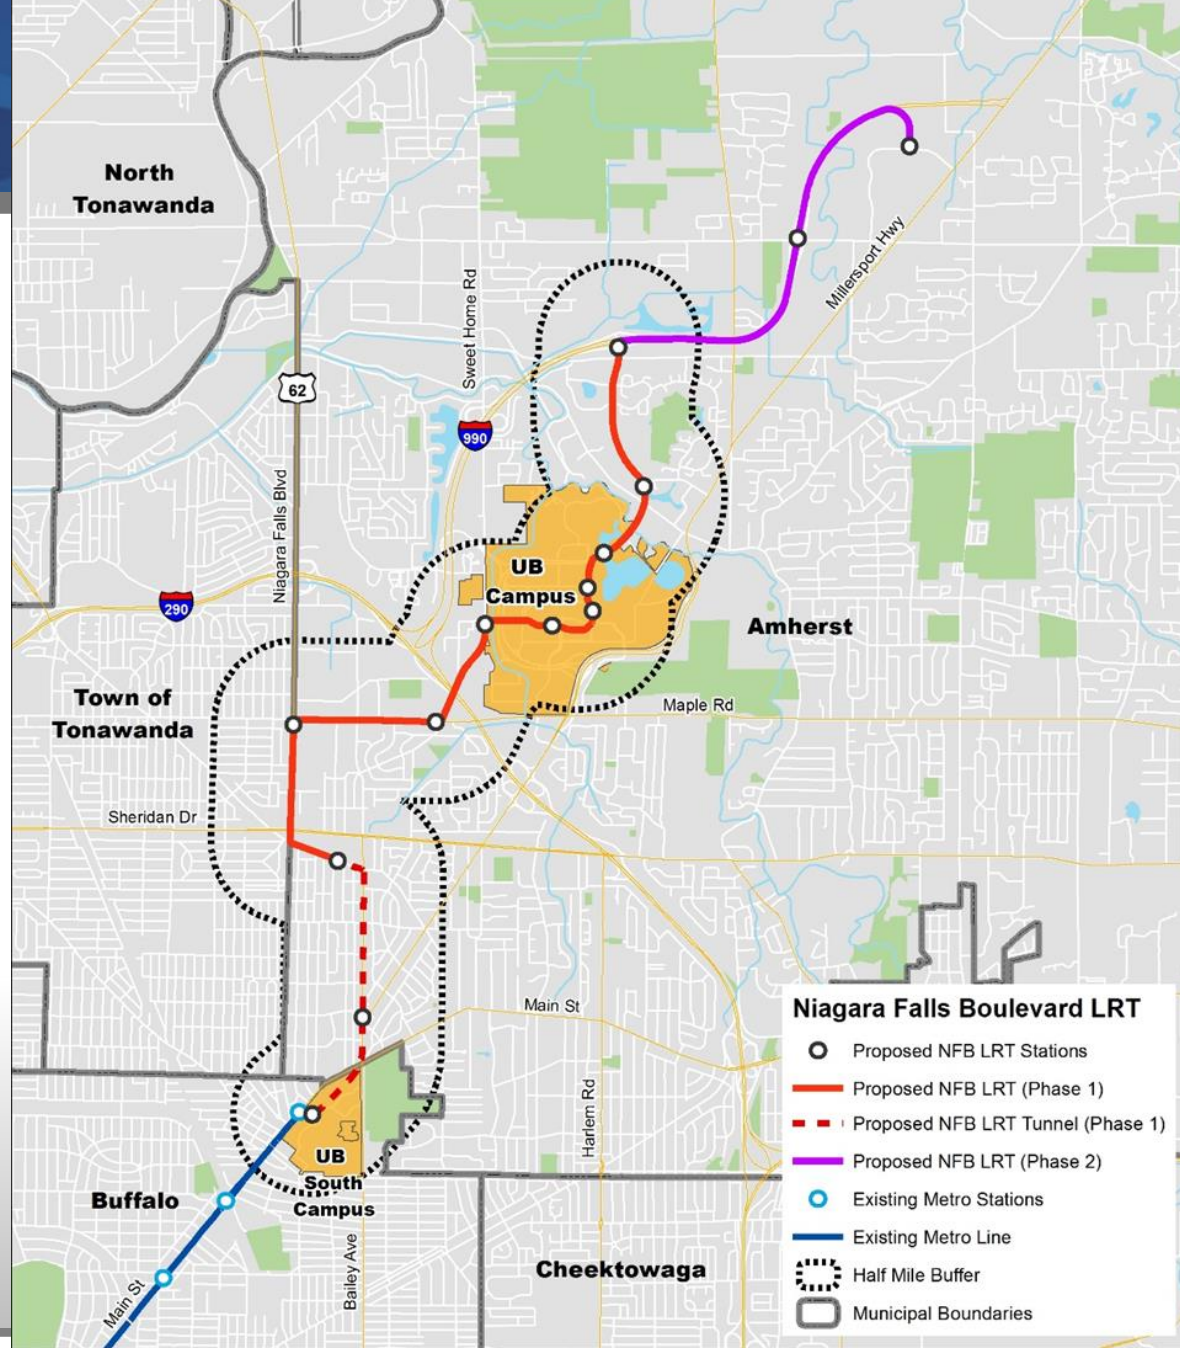 North
Tonawanda
Millersport Hwy
Sweet Home Rd
62
990
Niagara Falls Blvd
UB
Campus
290
Amherst
Town of
Tonawanda
Maple Rd
Sheridan Dr
Main St
Harlem Rd
UB
South
Campus
Buffalo
Bailey Ave
Main St
Cheektowaga
Niagara Falls Boulevard LRT
Proposed NFB LRT Stations
Proposed NFB LRT (Phase 1)
Proposed NFB LRT Tunnel (Phase 1)
Proposed NFB LRT (Phase 2)
Existing Metro Stations
Existing Metro Line
Half Mile Buffer
Municipal Boundaries